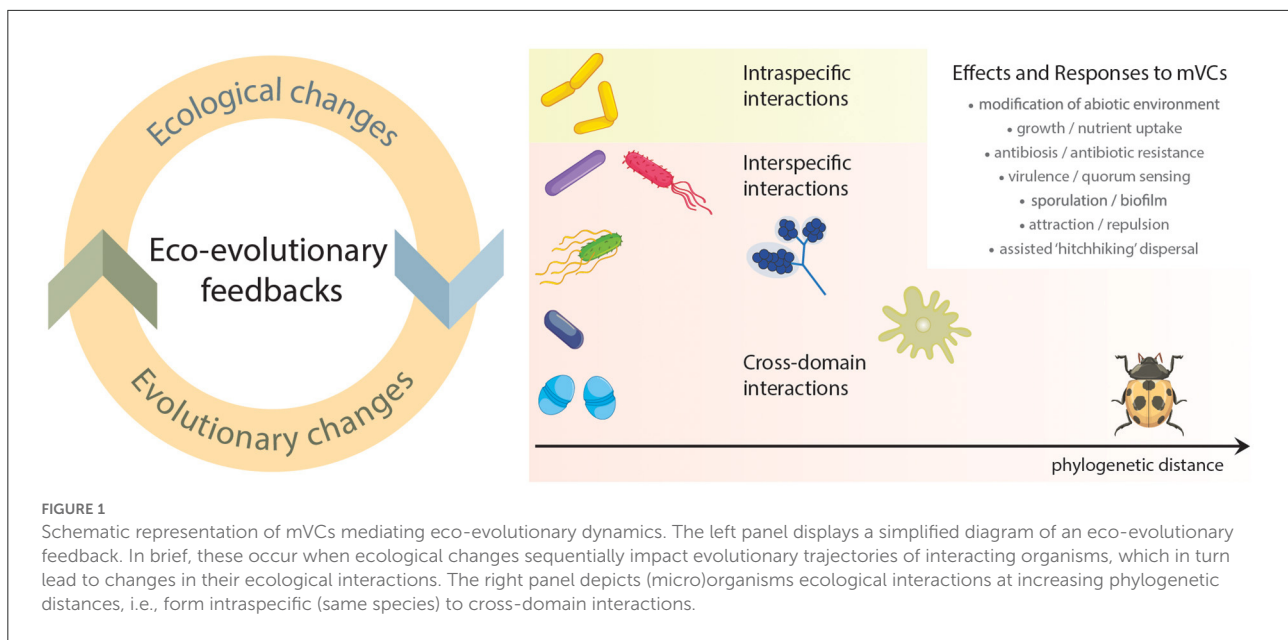 Ecological changes
Eco-evolutionary
feedbacks
Evolutionary changes
Intraspecific
interactions
Interspecific
interactions
Cross-domain
interactions
Effects and Responses to mVCs
• modification of abiotic environment
• growth / nutrient uptake
• antibiosis / antibiotic resistance
• virulence / quorum sensing
• sporulation / biofilm
• attraction / repulsion
• assisted 'hitchhiking' dispersal
phylogenetic distance
FIGURE 1
Schematic representation of mVCs mediating eco-evolutionary dynamics. The left panel displays a simplified diagram of an eco-evolutionary
feedback. In brief, these occur when ecological changes sequentially impact evolutionary trajectories of interacting organisms, which in turn
lead to changes in their ecological interactions. The right panel depicts (micro)organisms ecological interactions at increasing phylogenetic
distances, i.e., form intraspecific (same species) to cross-domain interactions.